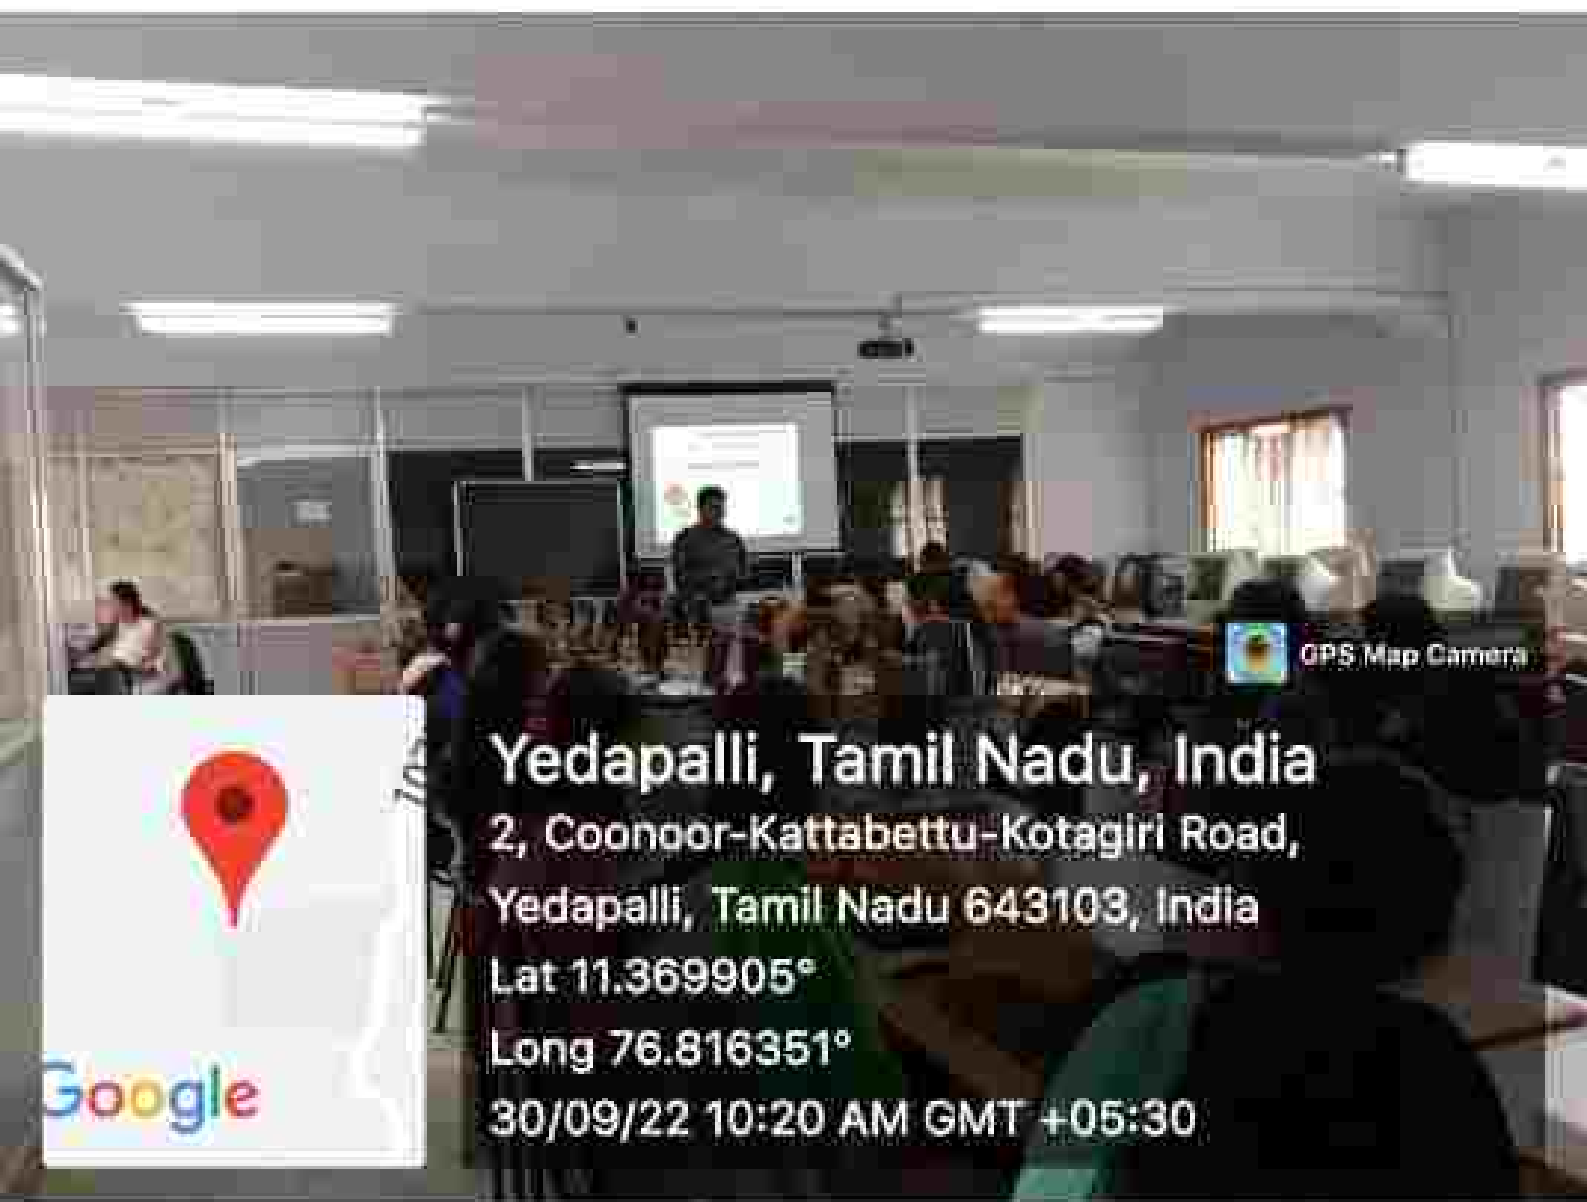 GPS Map Camera
Yedapalli, Tamil Nadu, India
2, Coonoor-Kattabettu-Kotagiri Road,
Yedapalli, Tamil Nadu 643103, India
Lat 11.369905°
Long 76.816351°
30/09/22 10:20 AM GMT +05:30
Google